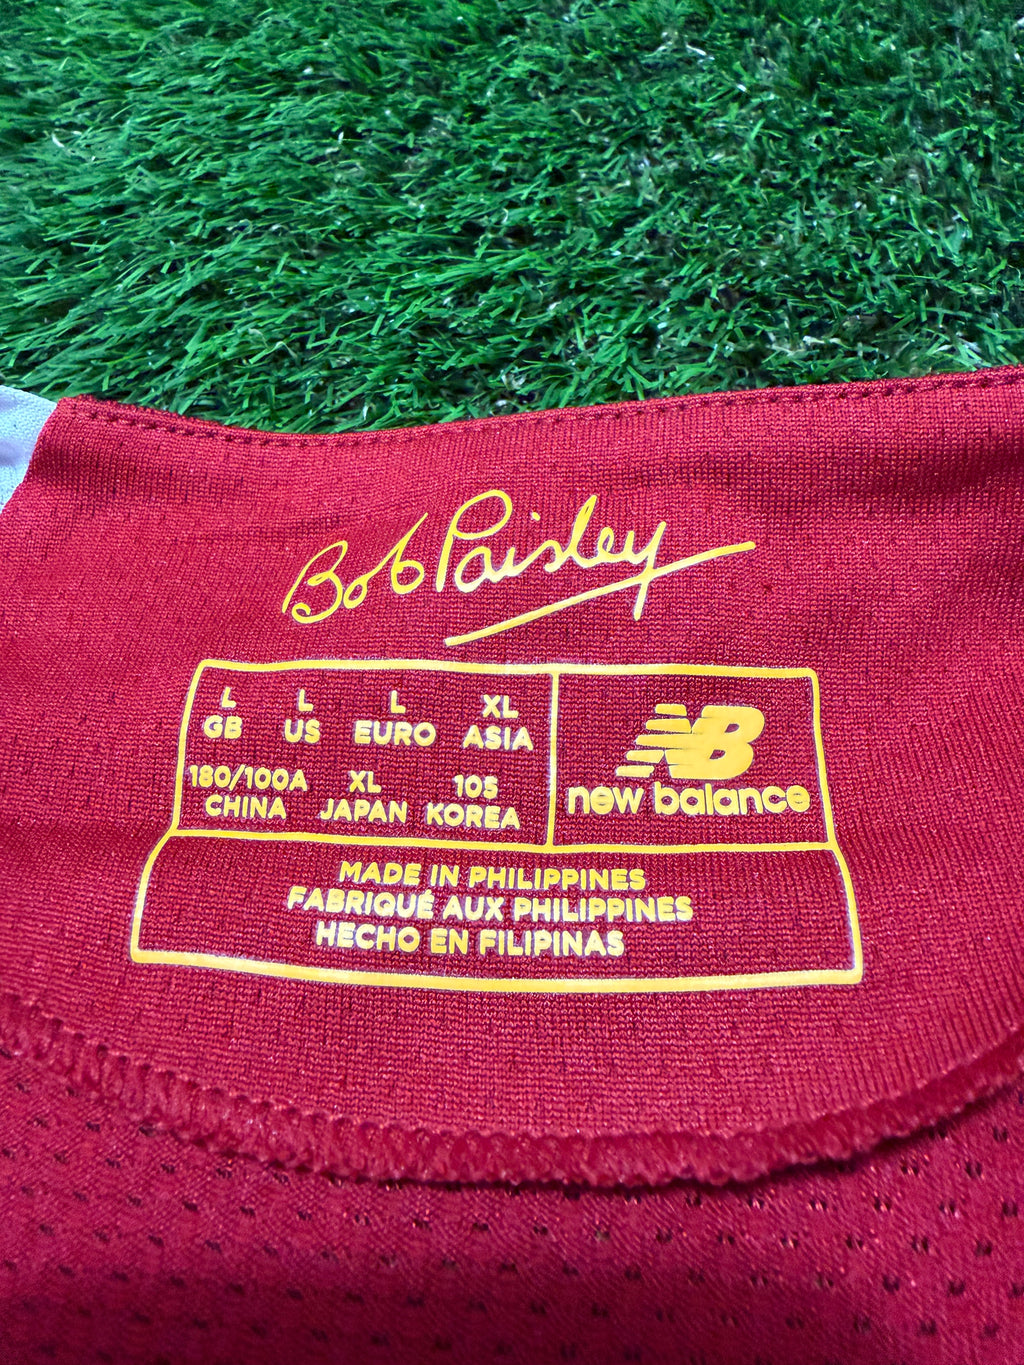 Bob Paisley
L L L XL
GB US EURO ASIA
180/100A XL 105
CHINA JAPAN KOREA
NB
new balance
MADE IN PHILIPPINES
FABRIQUÉ AUX PHILIPPINES
HECHO EN FILIPINAS